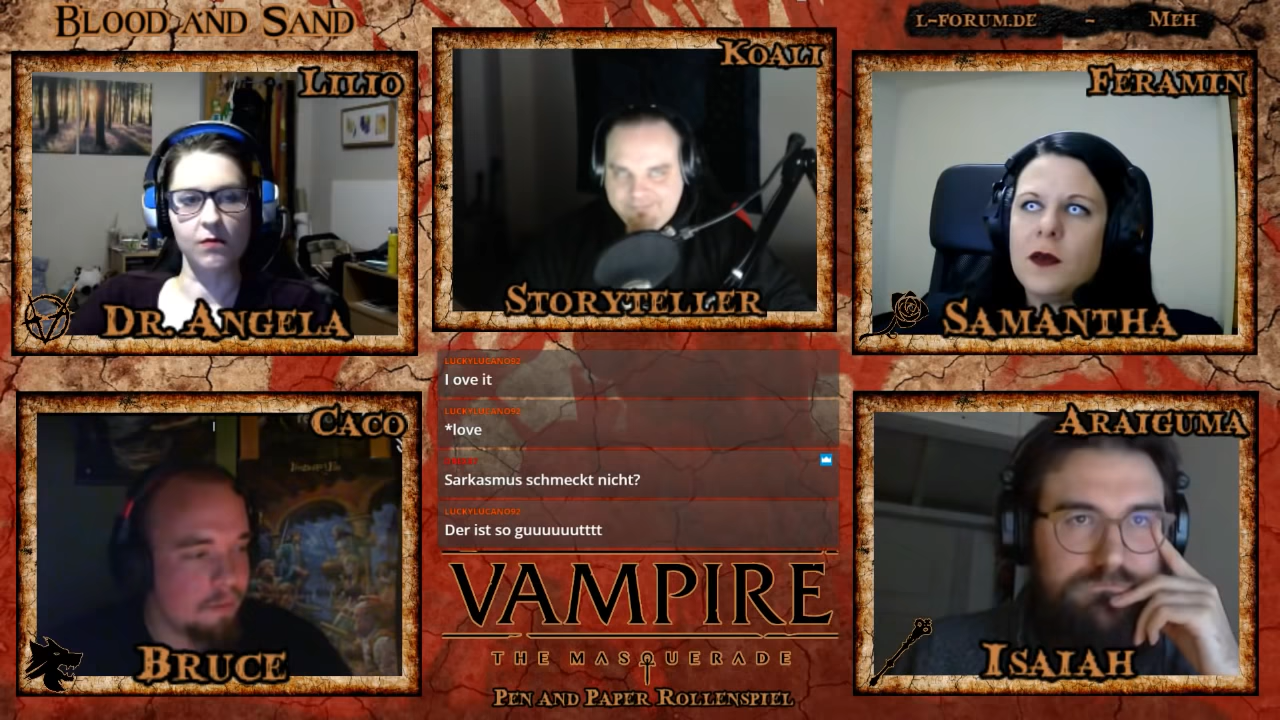 Blood and Sand
l-forum.de - Meh
Lilio
Dr. Angela
Koali
Storyteller
Feramin
Samantha
LUCKYLUCANO92
I ove it
LUCKYLUCANO92
*love
Sarkasmus schmeckt nicht?
LUCKYLUCANO92
Der ist so guuuuuutttt
Caco
Bruce
Araiguma
Isaiah
VAMPIRE
THE MASQUERADE
Pen and Paper Rollenspiel